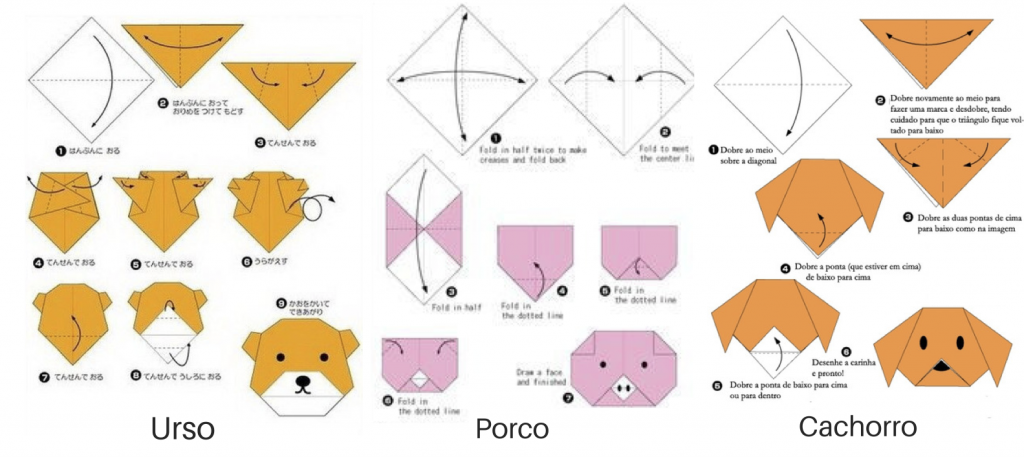 ❶ はんぶんに おる
❷ はんぶんに おって
おりめを つけて もどす
❸ てんせんで おる
❹ てんせんで おる
❺ てんせんで おる
❻ うらがえす
❼ てんせんで おる
❽ てんせんで うしろに おる
❾ かおをかいて
できあがり
Urso
❶
Fold in half twice to make
creases and fold back
❷
Fold to meet
the center li
❸
Fold in half
❹
Fold in
the dotted line
❺ Fold in
the dotted line
❻ Fold in
the dotted line
Draw a face
and finished
❼
Porco
❶ Dobre ao meio
sobre a diagonal
❷ Dobre novamente ao meio para
fazer uma marca e desdobre, tendo
cuidado para que o triângulo fique vol-
tado para baixo
❸ Dobre as duas pontas de cima
para baixo como na imagem
❹ Dobre a ponta (que estiver em cima)
de baixo para cima
❺ Dobre a ponta de baixo para cima
ou para dentro
❻
Desenhe a carinha
e pronto!
Cachorro